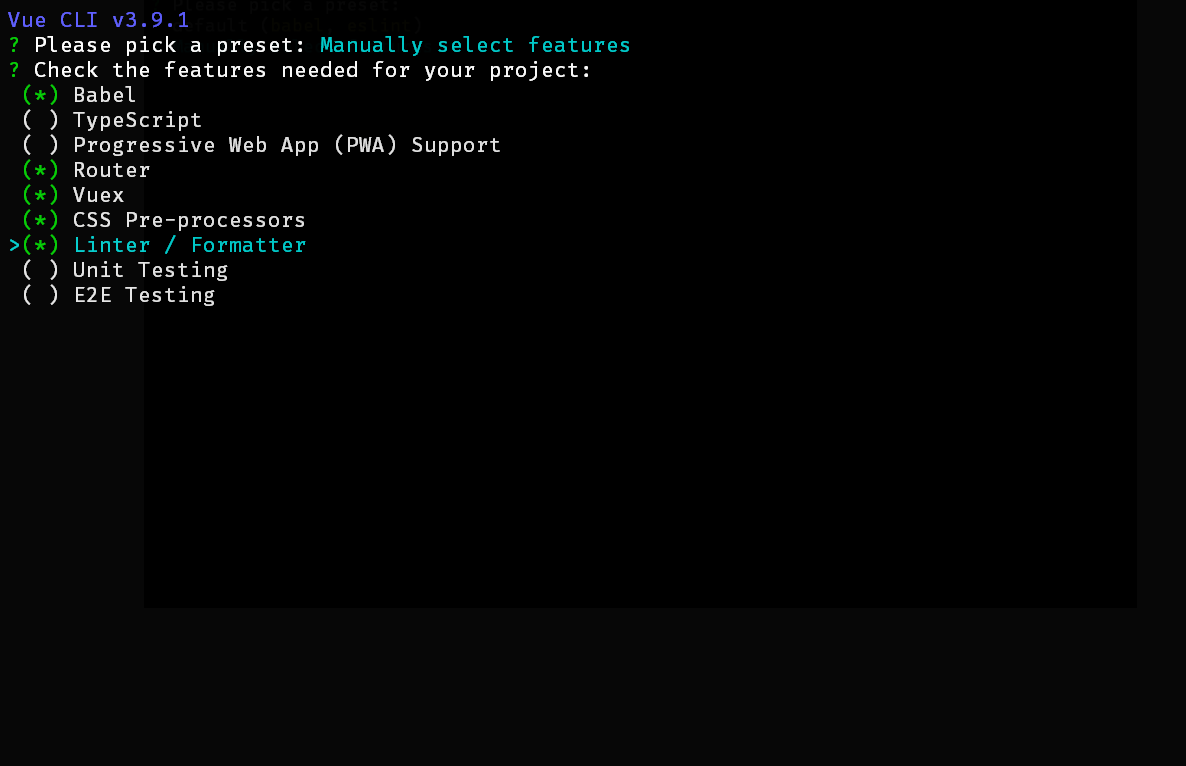 Vue CLI v3.9.1
? Please pick a preset: Manually select features
? Check the features needed for your project:
(*) Babel
( ) TypeScript
( ) Progressive Web App (PWA) Support
(*) Router
(*) Vuex
(*) CSS Pre-processors
>(*) Linter / Formatter
( ) Unit Testing
( ) E2E Testing